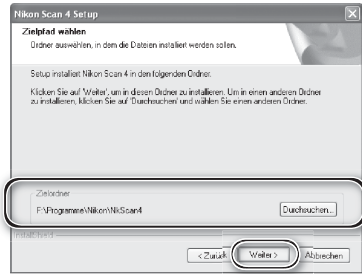 Nikon Scan 4 Setup
Zielpfad wählen
Ordner auswählen, in dem die Dateien installiert werden sollen.
Setup installiert Nikon Scan 4 in den folgenden Ordner.
Klicken Sie auf 'Weiter', um in diesen Ordner zu installieren. Um in einen anderen Ordner
zu installieren, klicken Sie auf 'Durchsuchen' und wählen Sie einen anderen Ordner.
Zielordner
F:\Programme\Nikon\NkScan4
Durchsuchen...
< Zurück
Weiter >
Abbrechen